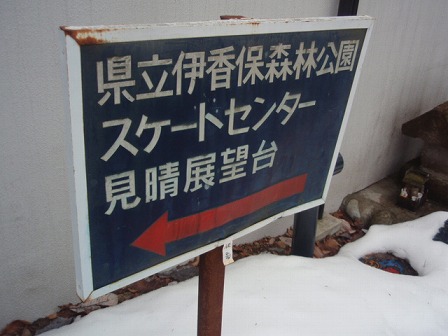 県立伊香保森林公園
スケートセンター
見晴展望台